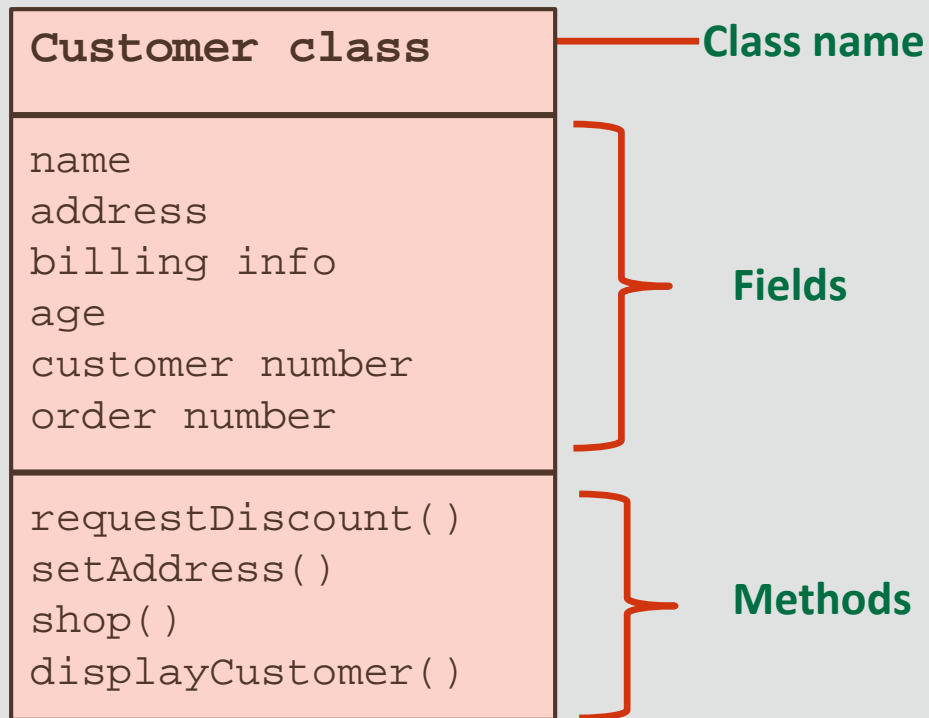 Customer class
Class name
name
address
billing info
age
customer number
order number
Fields
requestDiscount()
setAddress()
shop()
displayCustomer()
Methods